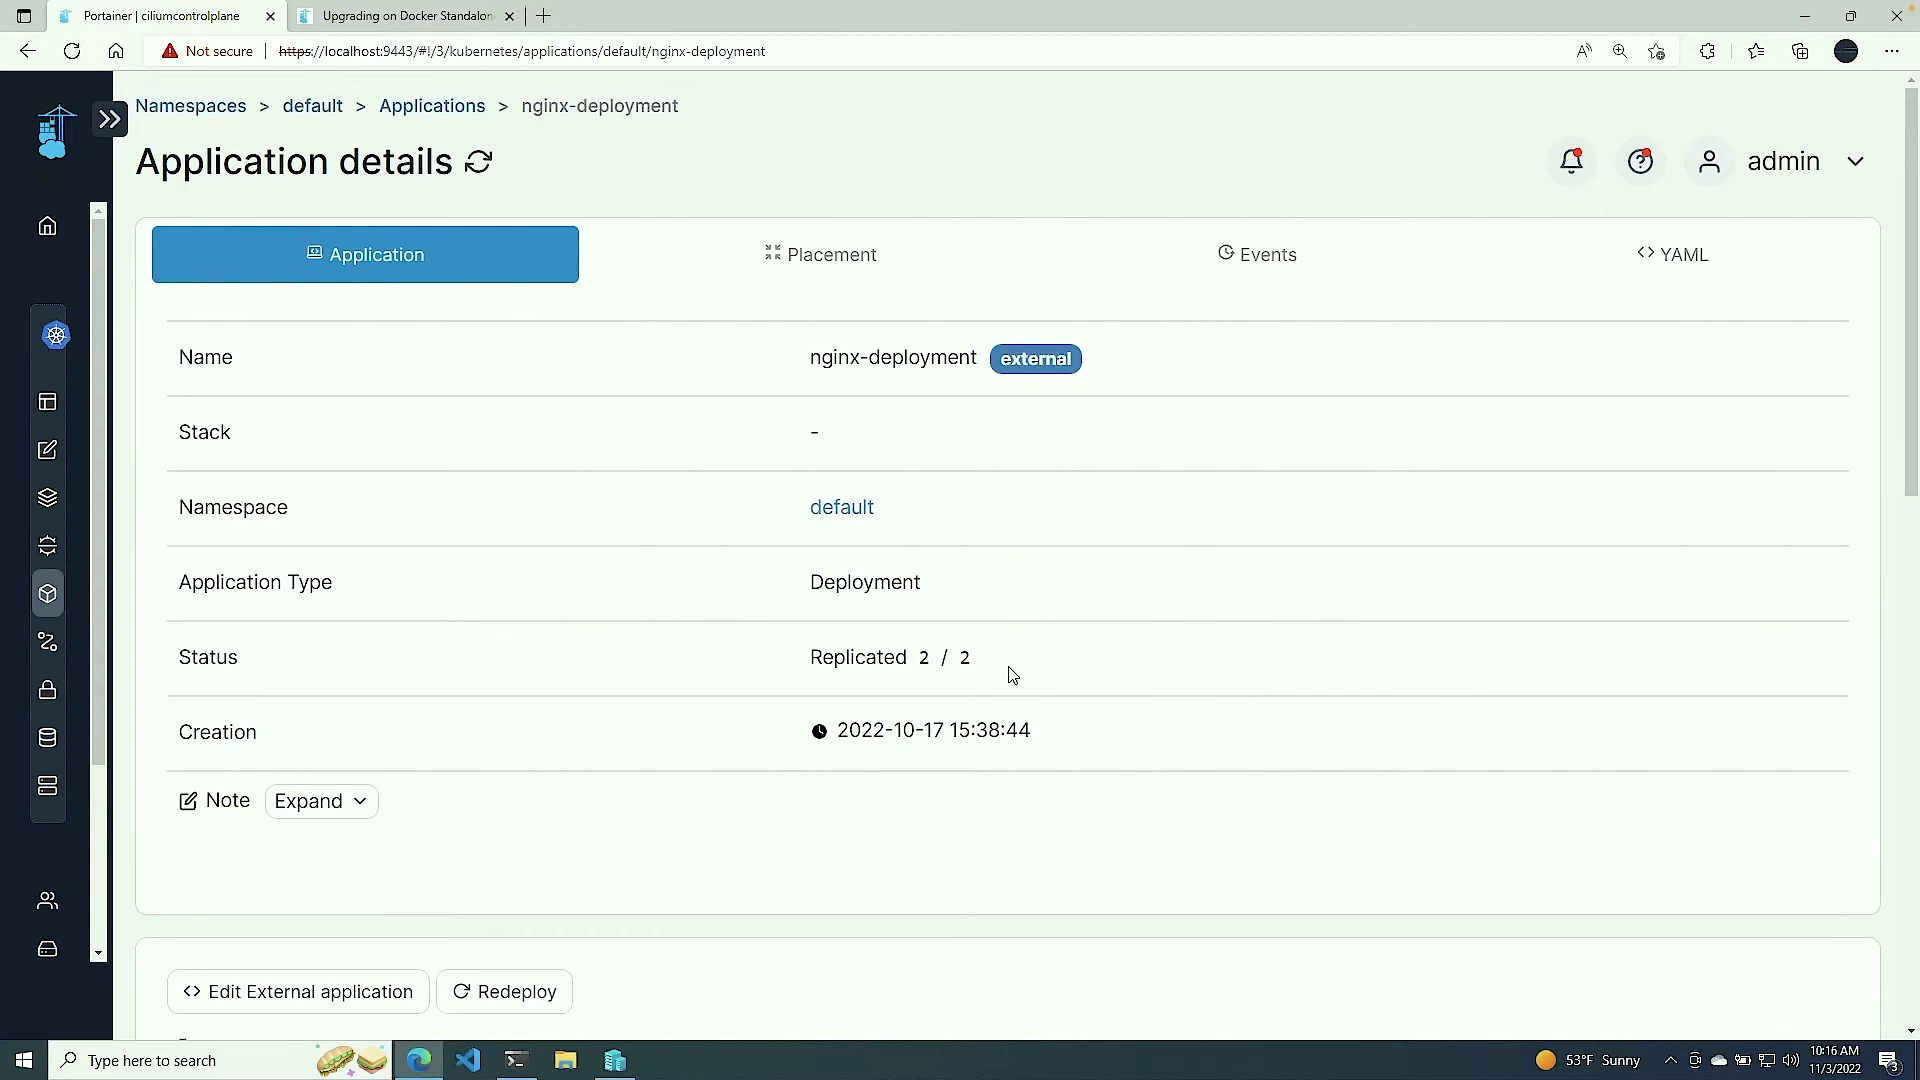 Portainer | ciliumcontrolplane
Upgrading on Docker Standalon
Not secure
https://localhost:9443/#!/3/kubernetes/applications/default/nginx-deployment
Namespaces > default > Applications > nginx-deployment
Application details
admin
Application
Placement
Events
YAML
Name
nginx-deployment external
Stack
-
Namespace
default
Application Type
Deployment
Status
Replicated 2 / 2
Creation
2022-10-17 15:38:44
Note
Expand
Edit External application
Redeploy
Type here to search
53°F Sunny
10:16 AM
11/3/2022
3